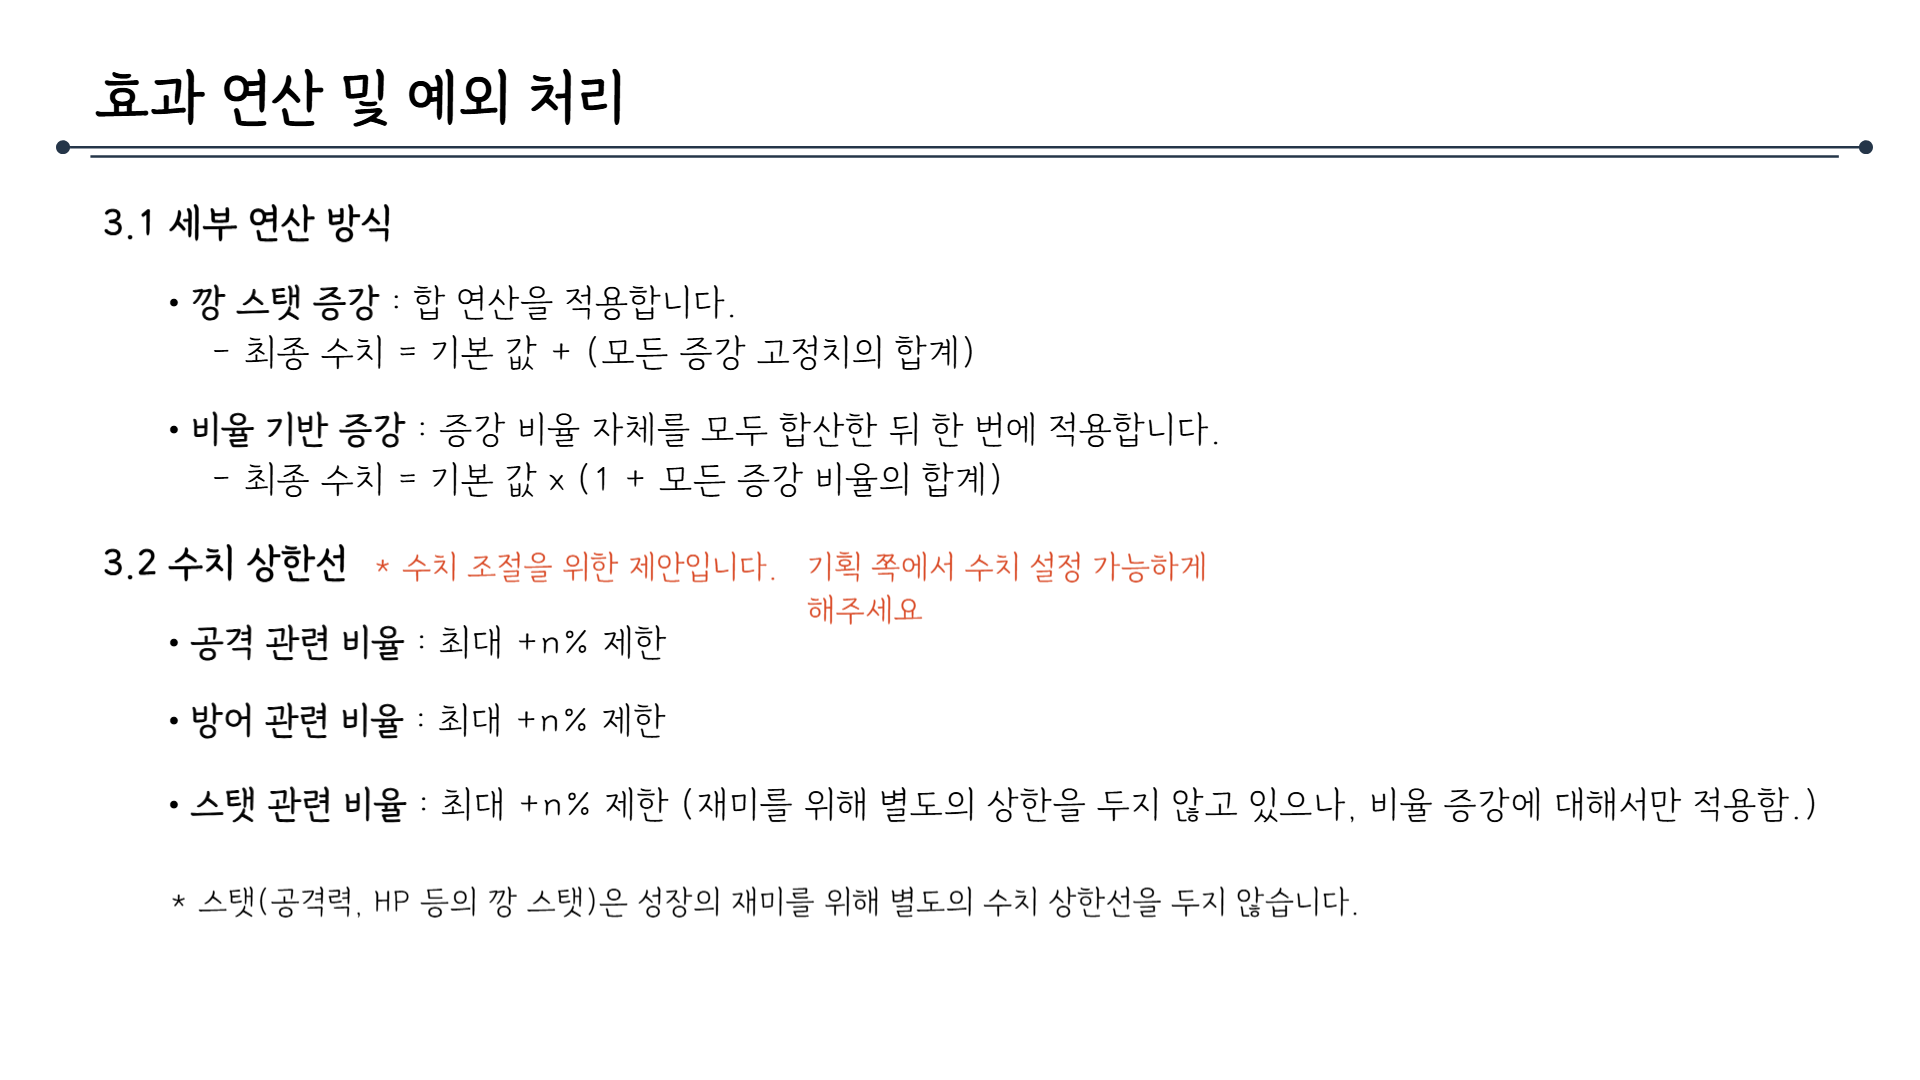 효과 연산 및 예외 처리
3.1 세부 연산 방식
• 깡 스탯 증강 : 합 연산을 적용합니다.
- 최종 수치 = 기본 값 + (모든 증강 고정치의 합계)
• 비율 기반 증강 : 증강 비율 자체를 모두 합산한 뒤 한 번에 적용합니다.
- 최종 수치 = 기본 값 x (1 + 모든 증강 비율의 합계)
3.2 수치 상한선 * 수치 조절을 위한 제안입니다. 기획 쪽에서 수치 설정 가능하게
해주세요
• 공격 관련 비율 : 최대 +n% 제한
• 방어 관련 비율 : 최대 +n% 제한
• 스탯 관련 비율 : 최대 +n% 제한 (재미를 위해 별도의 상한을 두지 않고 있으나, 비율 증강에 대해서만 적용함.)
* 스탯(공격력, HP 등의 깡 스탯)은 성장의 재미를 위해 별도의 수치 상한선을 두지 않습니다.